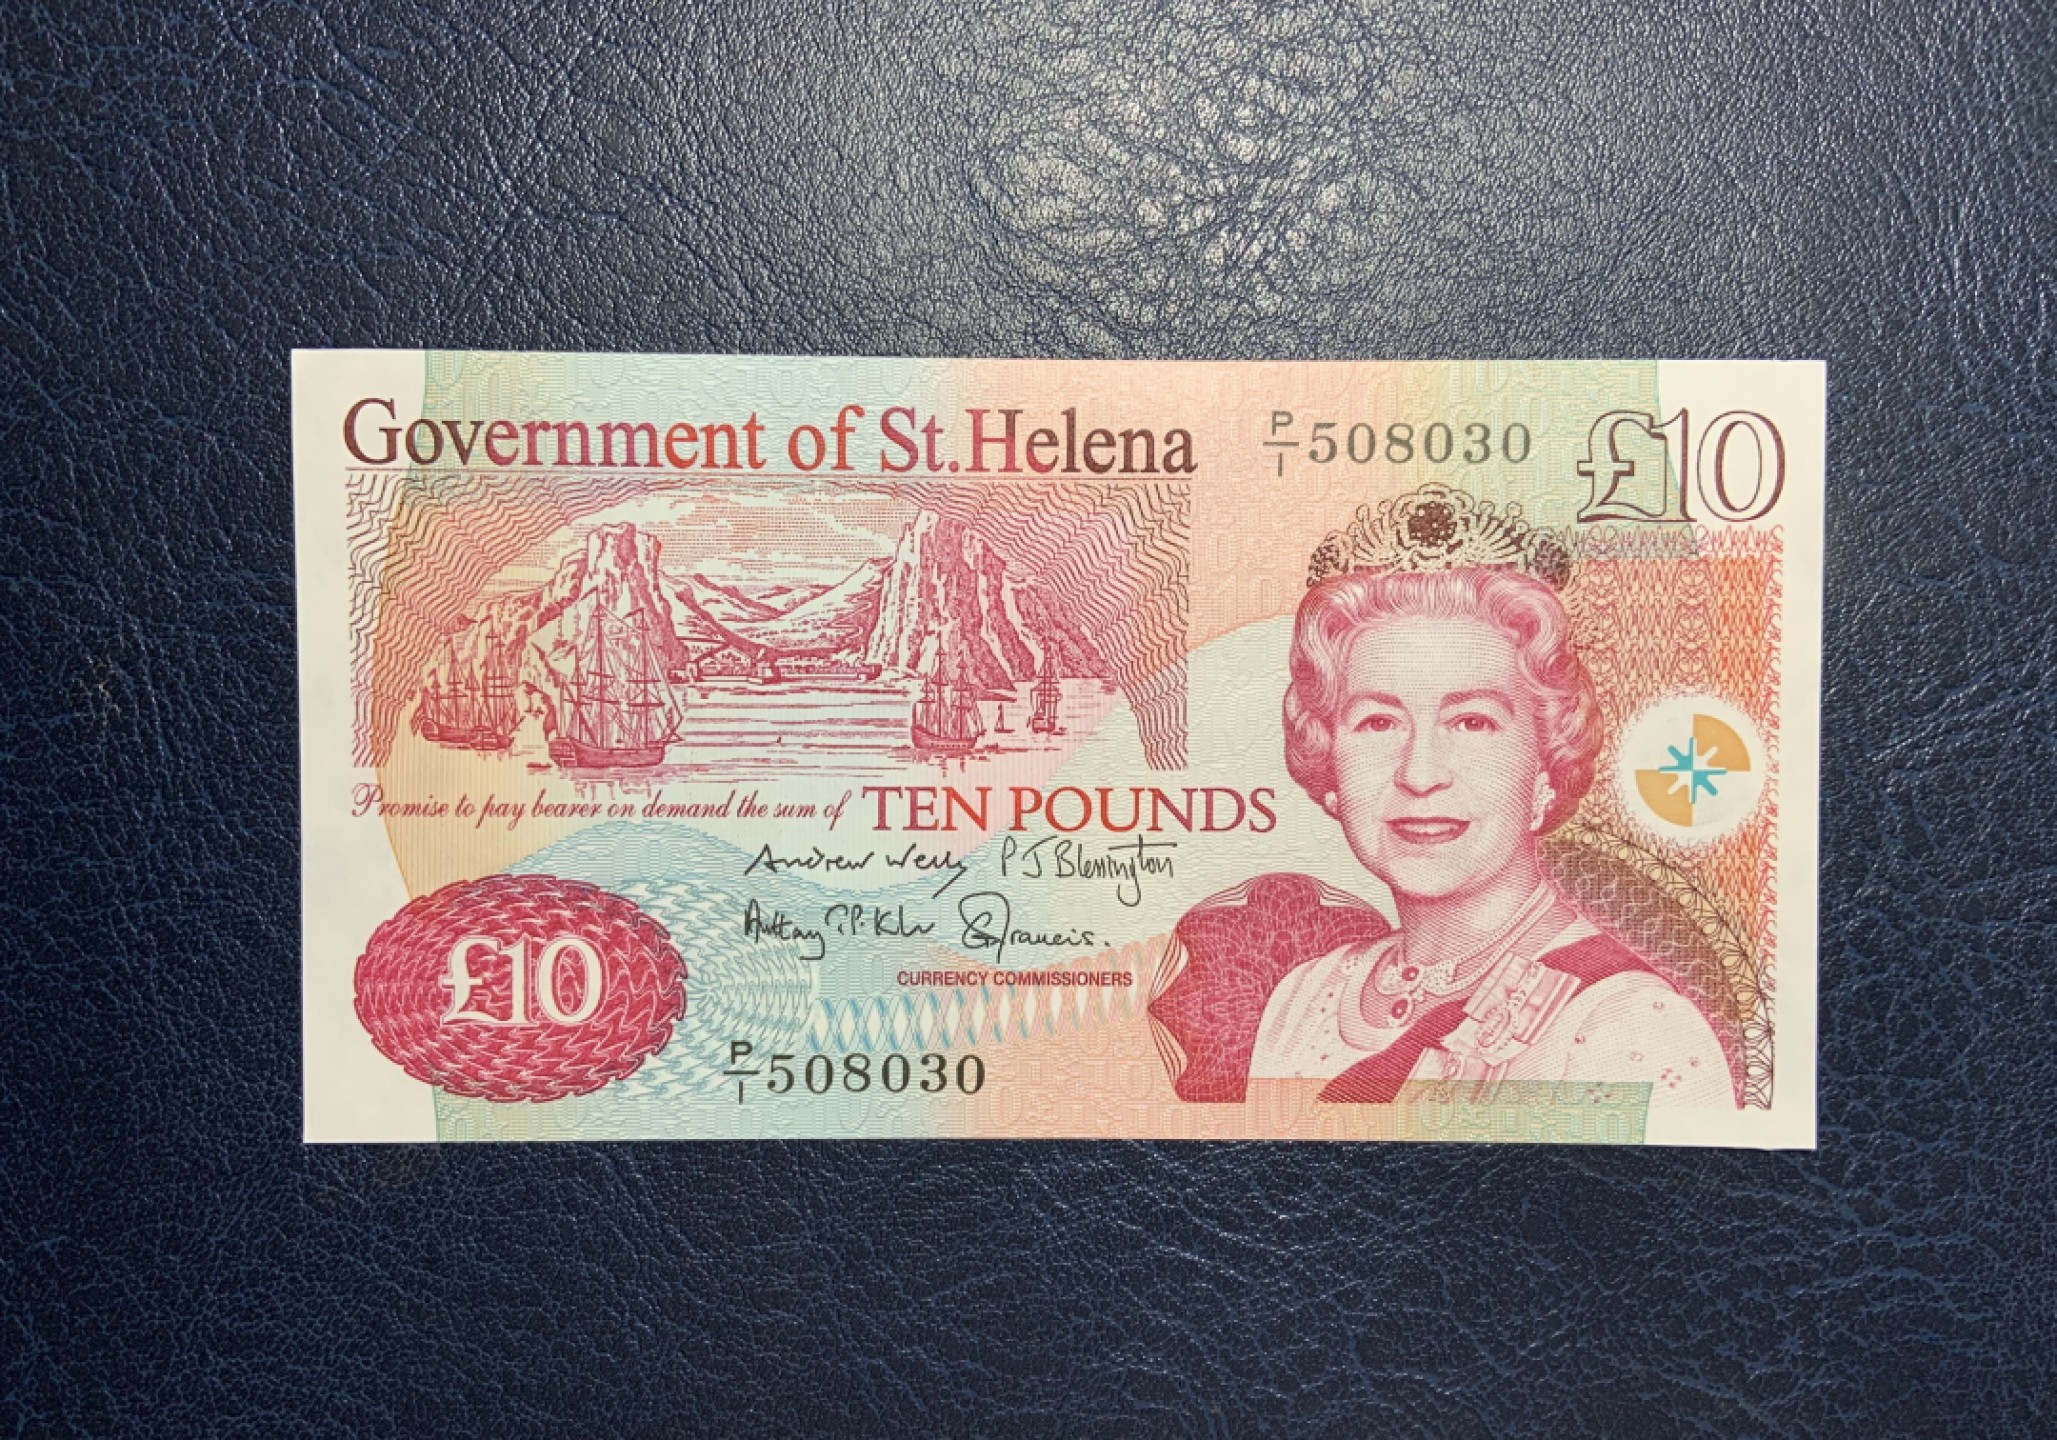 Government of St.Helena
P/1 508030
£10
Promise to pay bearer on demand the sum of TEN POUNDS
P J Blessington
Francis.
CURRENCY COMMISSIONERS
£10
P/1 508030